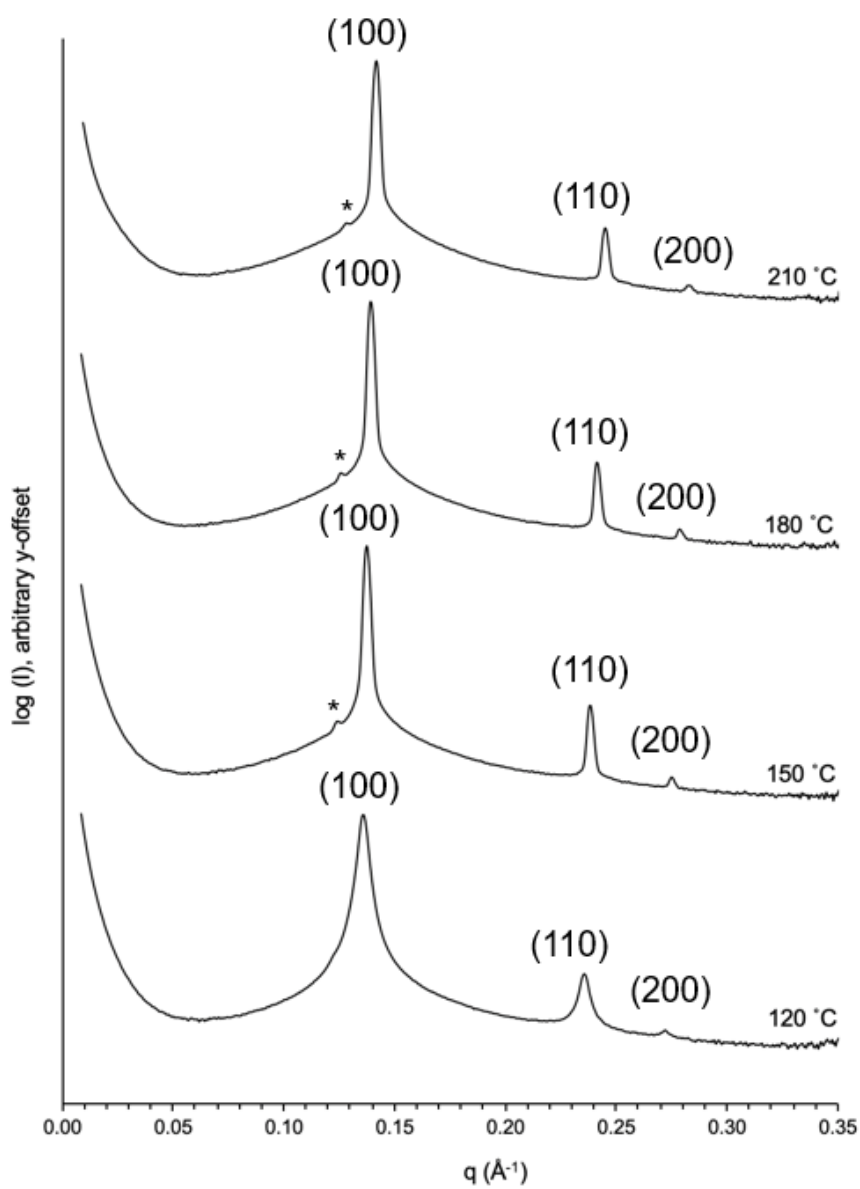 (100)
*
(110)
(200)
210 ˚C
(100)
*
(110)
(200)
180 ˚C
(100)
*
(110)
(200)
150 ˚C
(100)
(110)
(200)
120 ˚C
log (I), arbitrary y-offset
0.00 0.05 0.10 0.15 0.20 0.25 0.30 0.35
q (Å⁻¹)